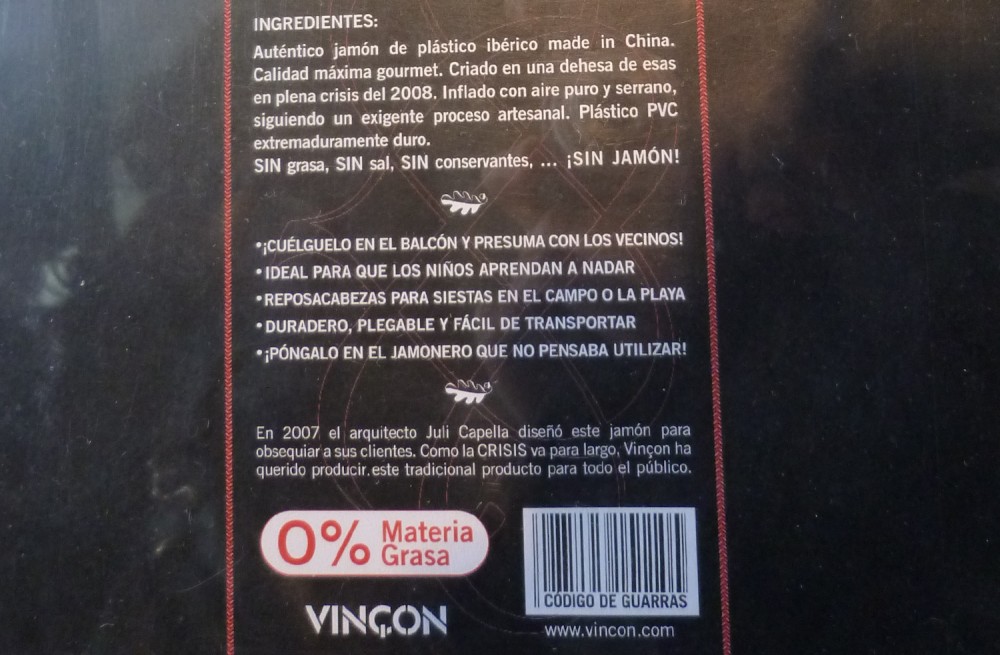 INGREDIENTES:
Auténtico jamón de plástico ibérico made in China.
Calidad máxima gourmet. Criado en una dehesa de esas
en plena crisis del 2008. Inflado con aire puro y serrano,
siguiendo un exigente proceso artesanal. Plástico PVC
extremaduramente duro.
SIN grasa, SIN sal, SIN conservantes, ... ¡SIN JAMÓN!
•¡CUÉLGUELO EN EL BALCÓN Y PRESUMA CON LOS VECINOS!
•IDEAL PARA QUE LOS NIÑOS APRENDAN A NADAR
•REPOSACABEZAS PARA SIESTAS EN EL CAMPO O LA PLAYA
•DURADERO, PLEGABLE Y FÁCIL DE TRANSPORTAR
•¡PÓNGALO EN EL JAMONERO QUE NO PENSABA UTILIZAR!
En 2007 el arquitecto Juli Capella diseñó este jamón para
obsequiar a sus clientes. Como la CRISIS va para largo, Vinçon ha
querido producir este tradicional producto para todo el público.
0% Materia
Grasa
CÓDIGO DE GUARRAS
VINÇON
www.vincon.com